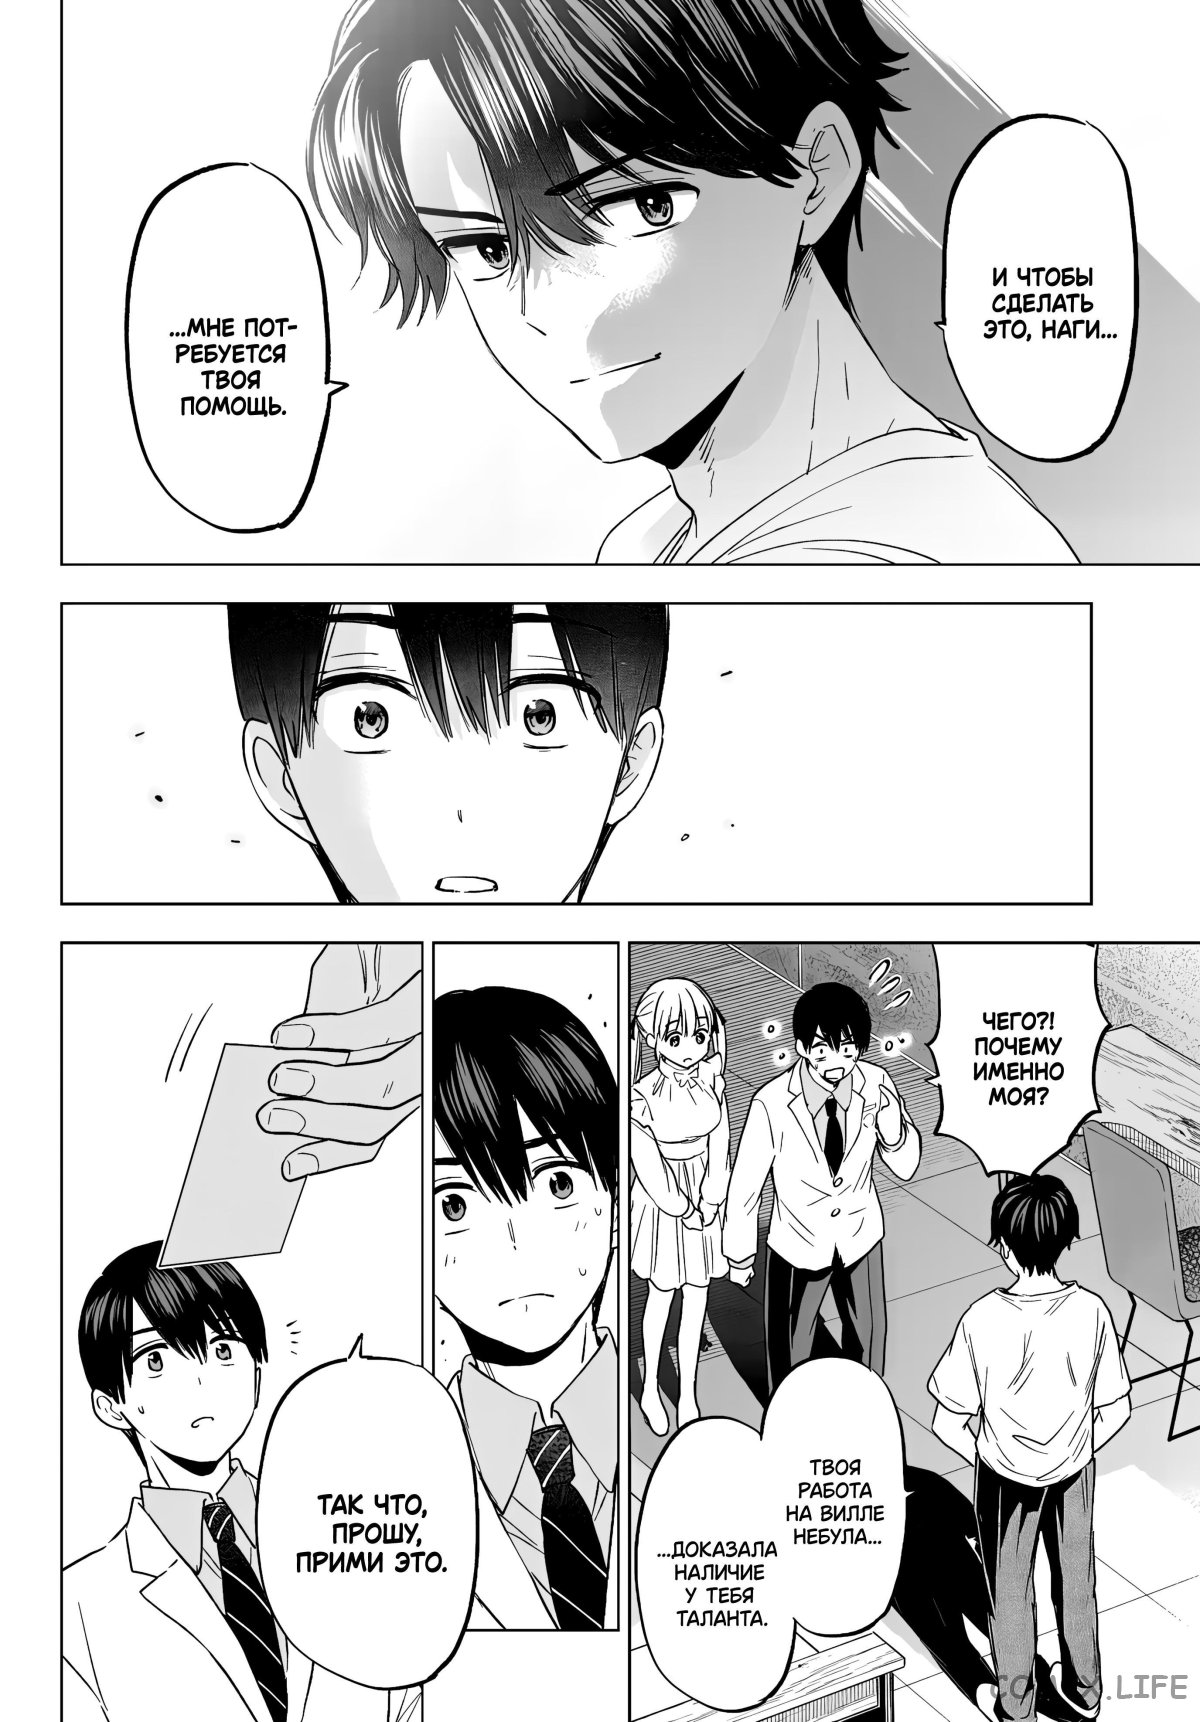 И ЧТОБЫ
СДЕЛАТЬ
ЭТО, НАГИ...
...МНЕ ПОТ-
РЕБУЕТСЯ
ТВОЯ
ПОМОЩЬ.
ЧЕГО?!
ПОЧЕМУ
ИМЕННО
МОЯ?
ТВОЯ
РАБОТА
НА ВИЛЛЕ
НЕБУЛА...
...ДОКАЗАЛА
НАЛИЧИЕ
У ТЕБЯ
ТАЛАНТА.
ТАК ЧТО,
ПРОШУ,
ПРИМИ ЭТО.
COMX.LIFE